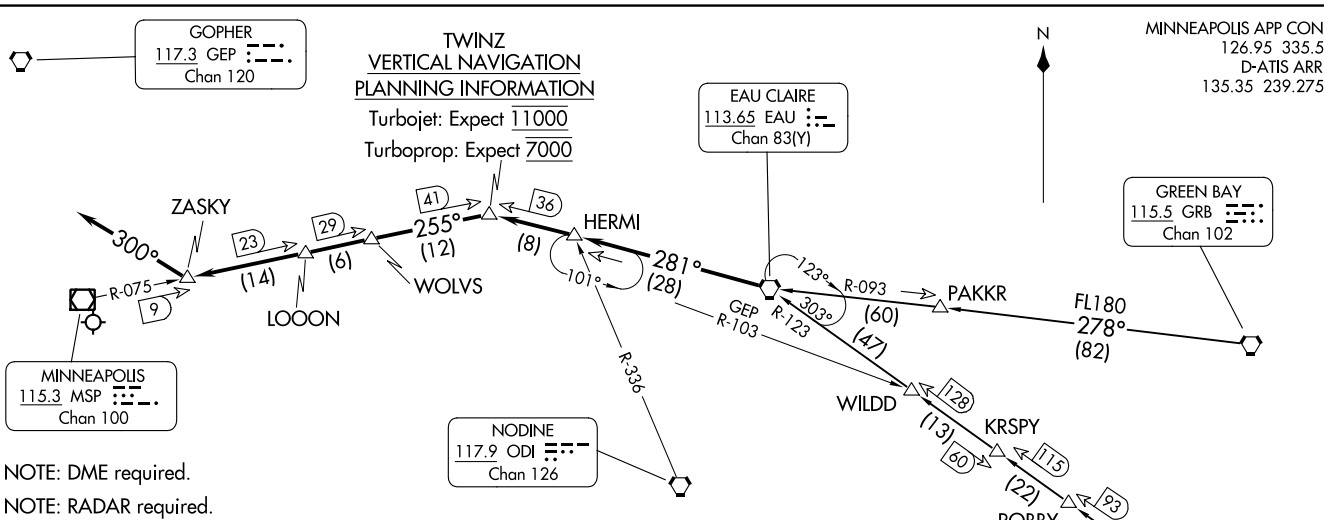 GOPHER
117.3 GEP
Chan 120
TWINZ
VERTICAL NAVIGATION
PLANNING INFORMATION
Turbojet: Expect 11000
Turboprop: Expect 7000
N
MINNEAPOLIS APP CON
126.95 335.5
D-ATIS ARR
135.35 239.275
EAU CLAIRE
113.65 EAU
Chan 83(Y)
GREEN BAY
115.5 GRB
Chan 102
ZASKY
300°
R-075
9
23
(14)
LOOON
29
(6)
WOLVS
41
255°
(12)
36
(8)
HERMI
101°
281°
(28)
GEP
R-103
R-336
123°
303°
R-093
(60)
PAKKR
FL180
278°
(82)
R-123
(47)
WILDD
128
(13)
KRSPY
60
115
(22)
93
MINNEAPOLIS
115.3 MSP
Chan 100
NODINE
117.9 ODI
Chan 126
NOTE: DME required.
NOTE: RADAR required.